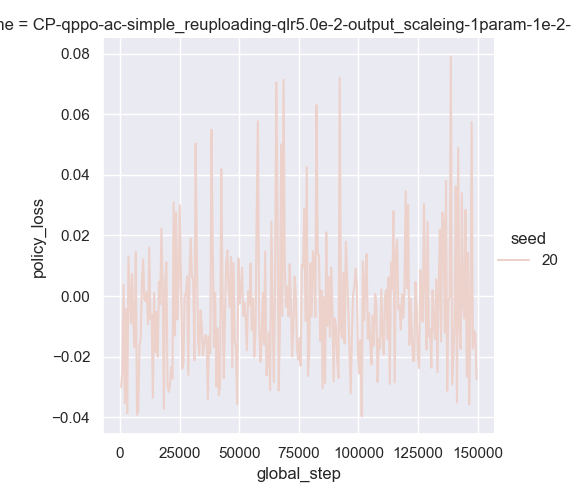 ne = CP-qppo-ac-simple_reuploading-qlr5.0e-2-output_scaleing-1param-1e-2-
0.08
0.06
0.04
0.02
0.00
−0.02
−0.04
policy_loss
0 25000 50000 75000 100000 125000 150000
global_step
seed
20